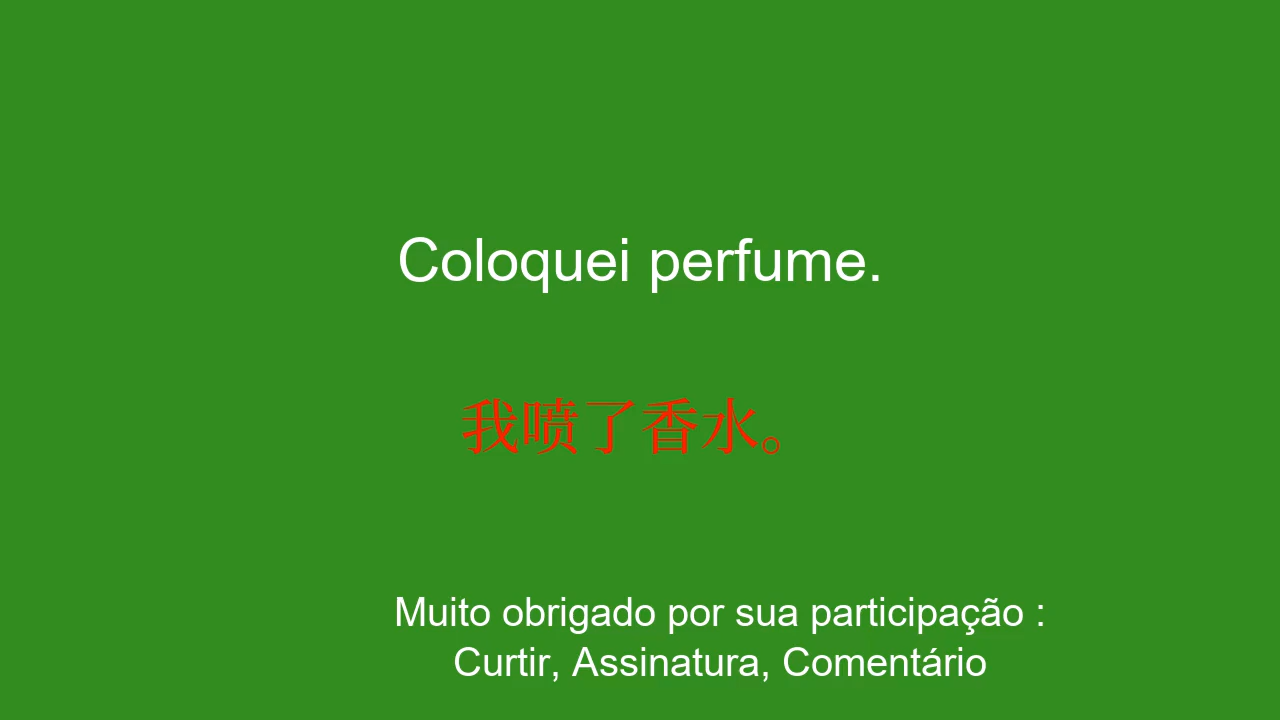 Coloquei perfume.
我喷了香水。
Muito obrigado por sua participação :
Curtir, Assinatura, Comentário